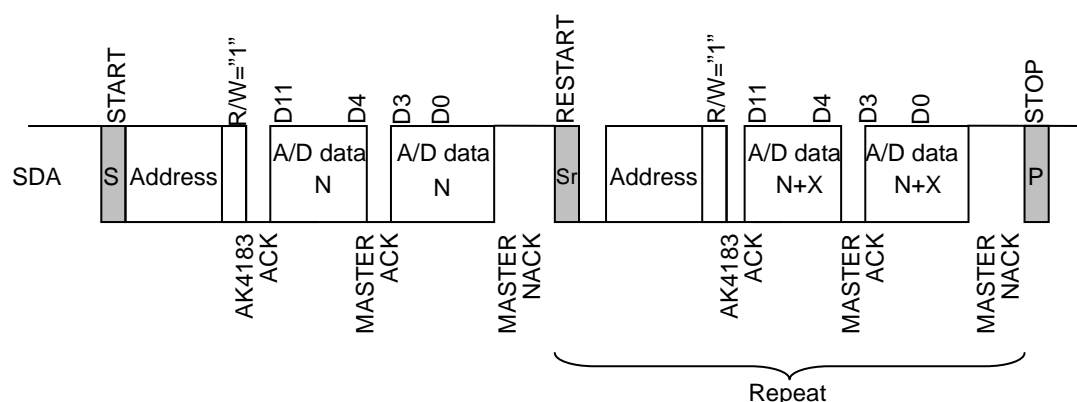 START
R/W=”1”
D11
D4
D3
D0
RESTART
R/W=”1”
D11
D4
D3
D0
STOP
SDA
S
Address
A/D data
N
A/D data
N
Sr
Address
A/D data
N+X
A/D data
N+X
P
AK4183
ACK
MASTER
ACK
MASTER
NACK
AK4183
ACK
MASTER
ACK
MASTER
NACK
Repeat